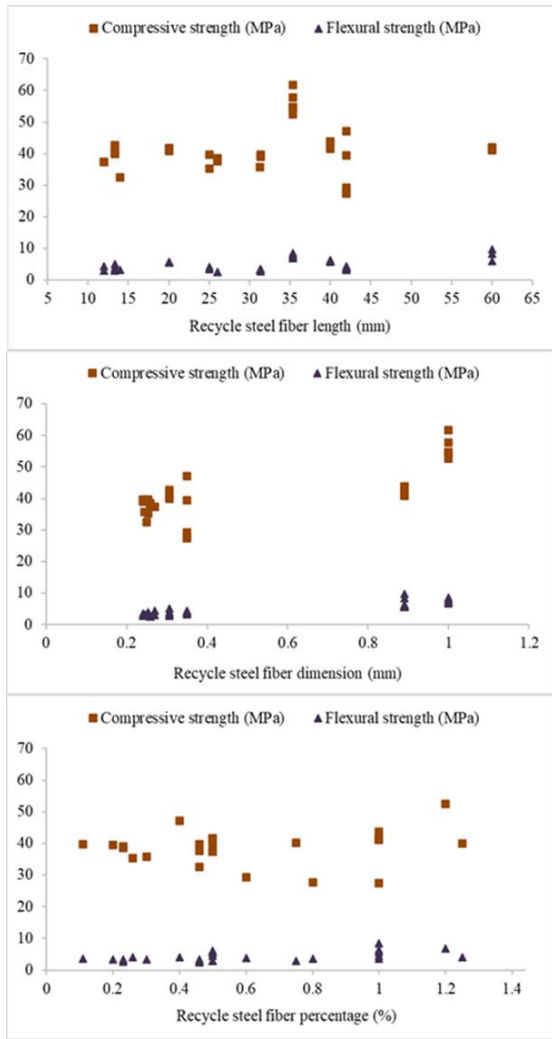 Compressive strength (MPa) Flexural strength (MPa)
70
60
50
40
30
20
10
0
5 10 15 20 25 30 35 40 45 50 55 60 65
Recycle steel fiber length (mm)
Compressive strength (MPa) Flexural strength (MPa)
70
60
50
40
30
20
10
0
0 0.2 0.4 0.6 0.8 1 1.2
Recycle steel fiber dimension (mm)
Compressive strength (MPa) Flexural strength (MPa)
70
60
50
40
30
20
10
0
0 0.2 0.4 0.6 0.8 1 1.2 1.4
Recycle steel fiber percentage (%)